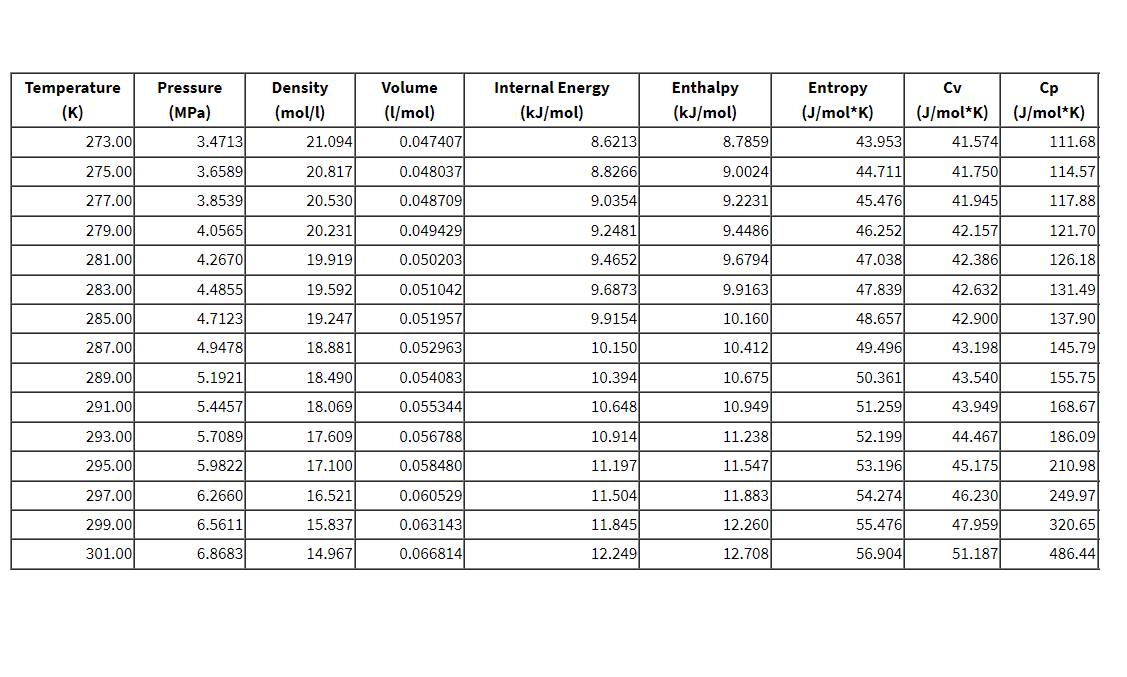 Temperature Pressure Density Volume Internal Energy Enthalpy Entropy Cv Cp
(K) (MPa) (mol/l) (l/mol) (kJ/mol) (kJ/mol) (J/mol*K) (J/mol*K) (J/mol*K)
273.00 3.4713 21.094 0.047407 8.6213 8.7859 43.953 41.574 111.68
275.00 3.6589 20.817 0.048037 8.8266 9.0024 44.711 41.750 114.57
277.00 3.8539 20.530 0.048709 9.0354 9.2231 45.476 41.945 117.88
279.00 4.0565 20.231 0.049429 9.2481 9.4486 46.252 42.157 121.70
281.00 4.2670 19.919 0.050203 9.4652 9.6794 47.038 42.386 126.18
283.00 4.4855 19.592 0.051042 9.6873 9.9163 47.839 42.632 131.49
285.00 4.7123 19.247 0.051957 9.9154 10.160 48.657 42.900 137.90
287.00 4.9478 18.881 0.052963 10.150 10.412 49.496 43.198 145.79
289.00 5.1921 18.490 0.054083 10.394 10.675 50.361 43.540 155.75
291.00 5.4457 18.069 0.055344 10.648 10.949 51.259 43.949 168.67
293.00 5.7089 17.609 0.056788 10.914 11.238 52.199 44.467 186.09
295.00 5.9822 17.100 0.058480 11.197 11.547 53.196 45.175 210.98
297.00 6.2660 16.521 0.060529 11.504 11.883 54.274 46.230 249.97
299.00 6.5611 15.837 0.063143 11.845 12.260 55.476 47.959 320.65
301.00 6.8683 14.967 0.066814 12.249 12.708 56.904 51.187 486.44